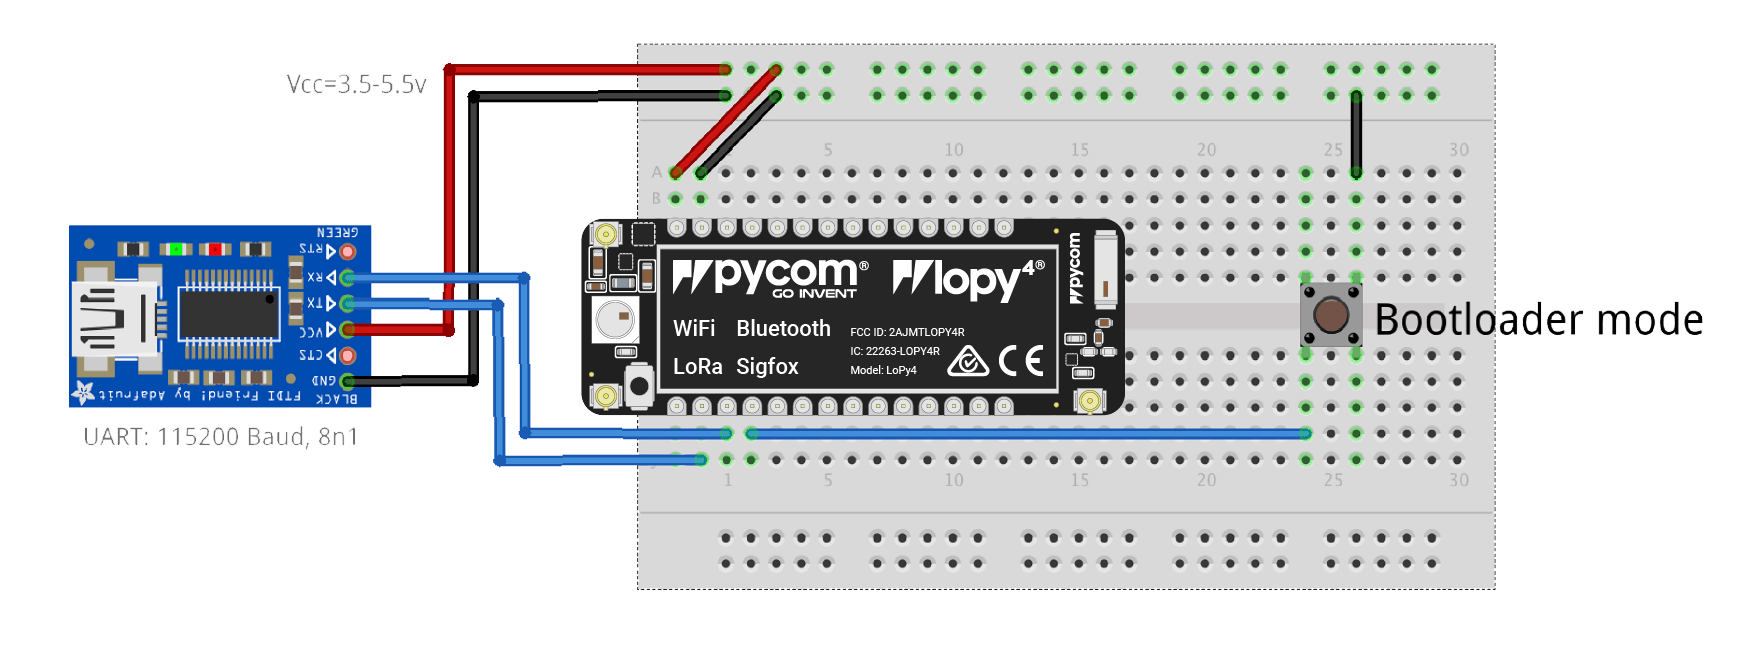 Vcc=3.5-5.5v
GREEN
RTS
RX
TX
VCC
CTS
GND
BLACK
FTDI Friend! by Adafruit
UART: 115200 Baud, 8n1
5 10 15 20 25 30
A
B
pycom®
GO INVENT
lopy4®
pycom
WiFi Bluetooth
LoRa Sigfox
FCC ID: 2AJMTLOPY4R
IC: 22263-LOPY4R
Model: LoPy4
CE
Bootloader mode
1 5 10 15 20 25 30